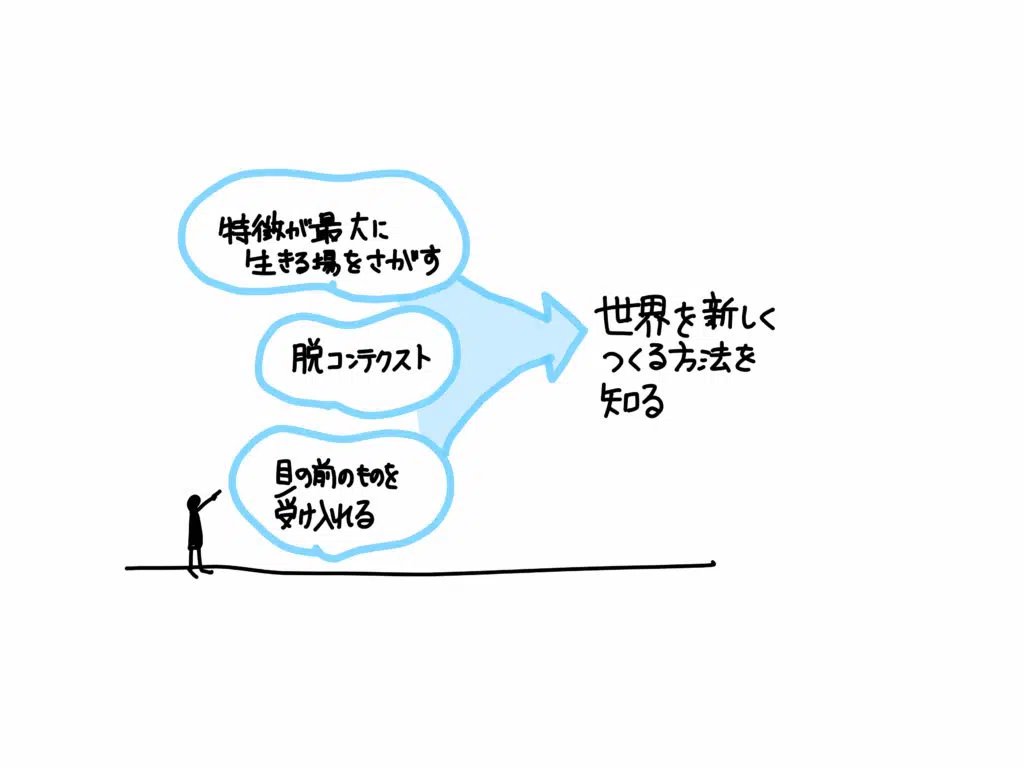 特徴が最大に
生きる場をさがす
脱コンテクスト
目の前のものを
受け入れる
世界を新しく
つくる方法を
知る